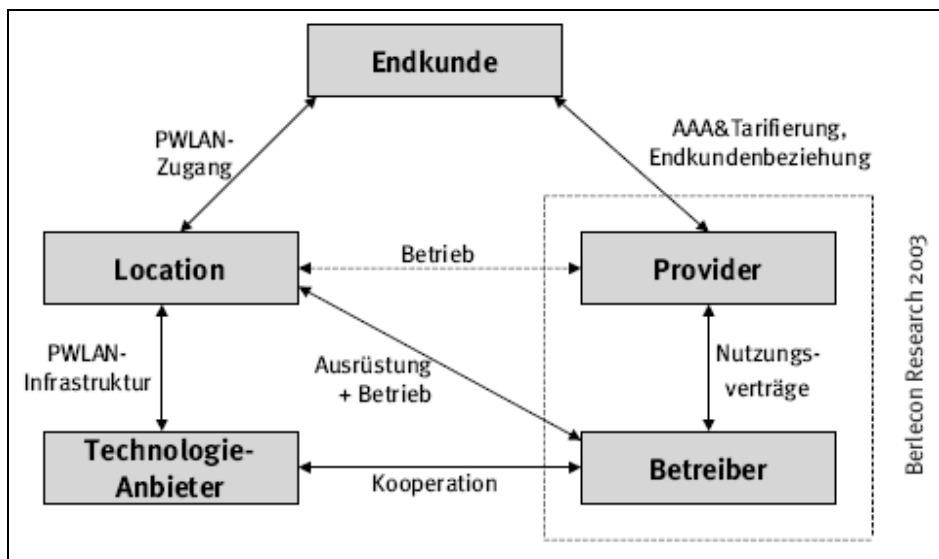 Endkunde
PWLAN-
Zugang
AAA&Tarifierung,
Endkundenbeziehung
Location
Betrieb
Provider
PWLAN-
Infrastruktur
Ausrüstung
+ Betrieb
Nutzungs-
verträge
Technologie-
Anbieter
Kooperation
Betreiber
Berlecon Research 2003